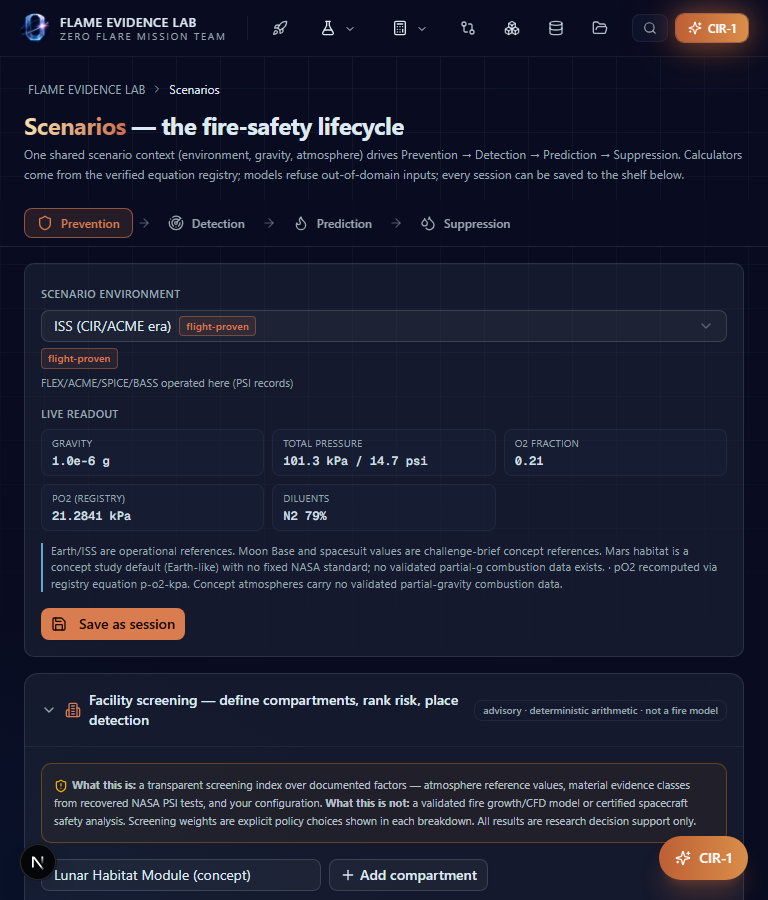 FLAME EVIDENCE LAB
ZERO FLARE MISSION TEAM
CIR-1
FLAME EVIDENCE LAB > Scenarios
Scenarios — the fire-safety lifecycle
One shared scenario context (environment, gravity, atmosphere) drives Prevention → Detection → Prediction → Suppression. Calculators
come from the verified equation registry; models refuse out-of-domain inputs; every session can be saved to the shelf below.
Prevention → Detection → Prediction → Suppression
SCENARIO ENVIRONMENT
ISS (CIR/ACME era) flight-proven
flight-proven
FLEX/ACME/SPICE/BASS operated here (PSI records)
LIVE READOUT
GRAVITY
1.0e-6 g
TOTAL PRESSURE
101.3 kPa / 14.7 psi
O2 FRACTION
0.21
PO2 (REGISTRY)
21.2841 kPa
DILUENTS
N2 79%
Earth/ISS are operational references. Moon Base and spacesuit values are challenge-brief concept references. Mars habitat is a
concept study default (Earth-like) with no fixed NASA standard; no validated partial-g combustion data exists. · pO2 recomputed via
registry equation p-o2-kpa. Concept atmospheres carry no validated partial-gravity combustion data.
Save as session
Facility screening — define compartments, rank risk, place
detection
advisory · deterministic arithmetic · not a fire model
What this is: a transparent screening index over documented factors — atmosphere reference values, material evidence classes
from recovered NASA PSI tests, and your configuration. What this is not: a validated fire growth/CFD model or certified spacecraft
safety analysis. Screening weights are explicit policy choices shown in each breakdown. All results are research decision support only.
N
Lunar Habitat Module (concept)
+ Add compartment
CIR-1